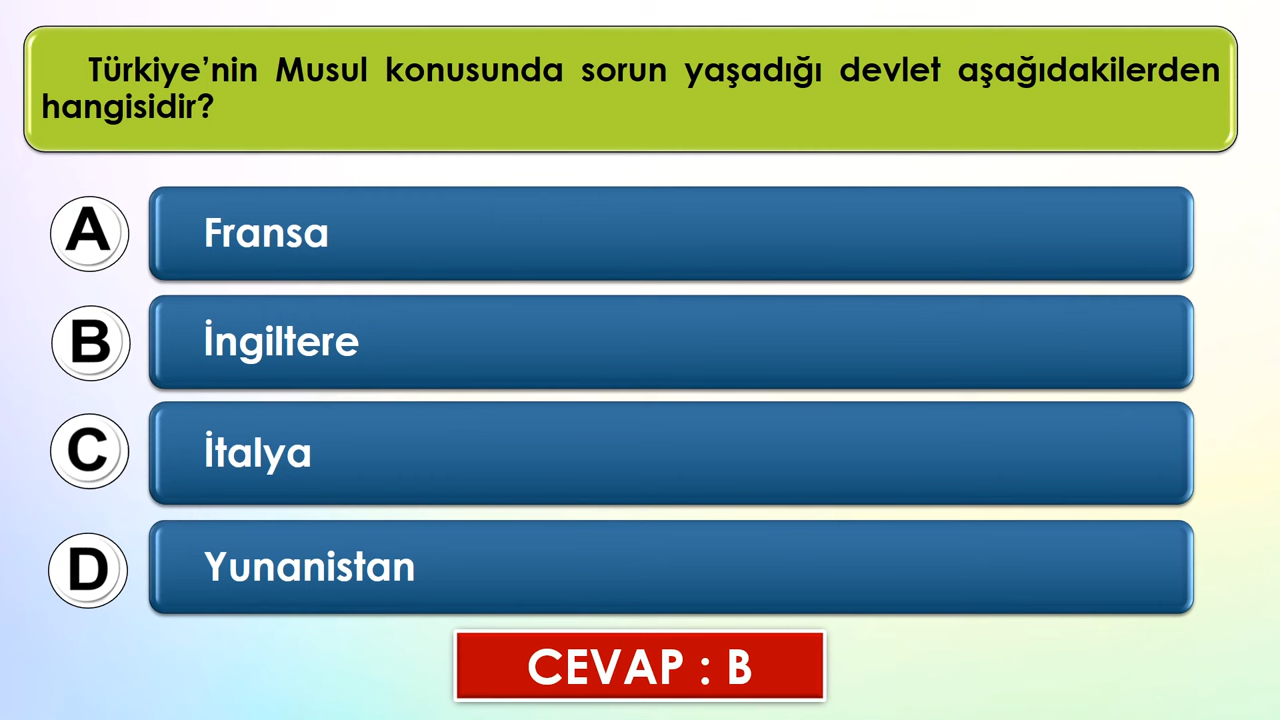 Türkiye’nin Musul konusunda sorun yaşadığı devlet aşağıdakilerden
hangisidir?
A Fransa
B İngiltere
C İtalya
D Yunanistan
CEVAP : B